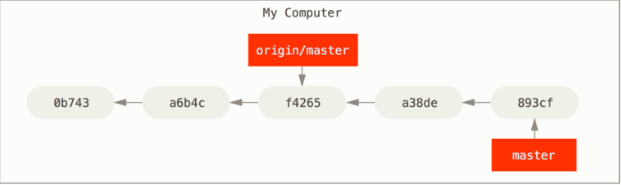 My Computer
origin/master
0b743 a6b4c f4265 a38de 893cf
master